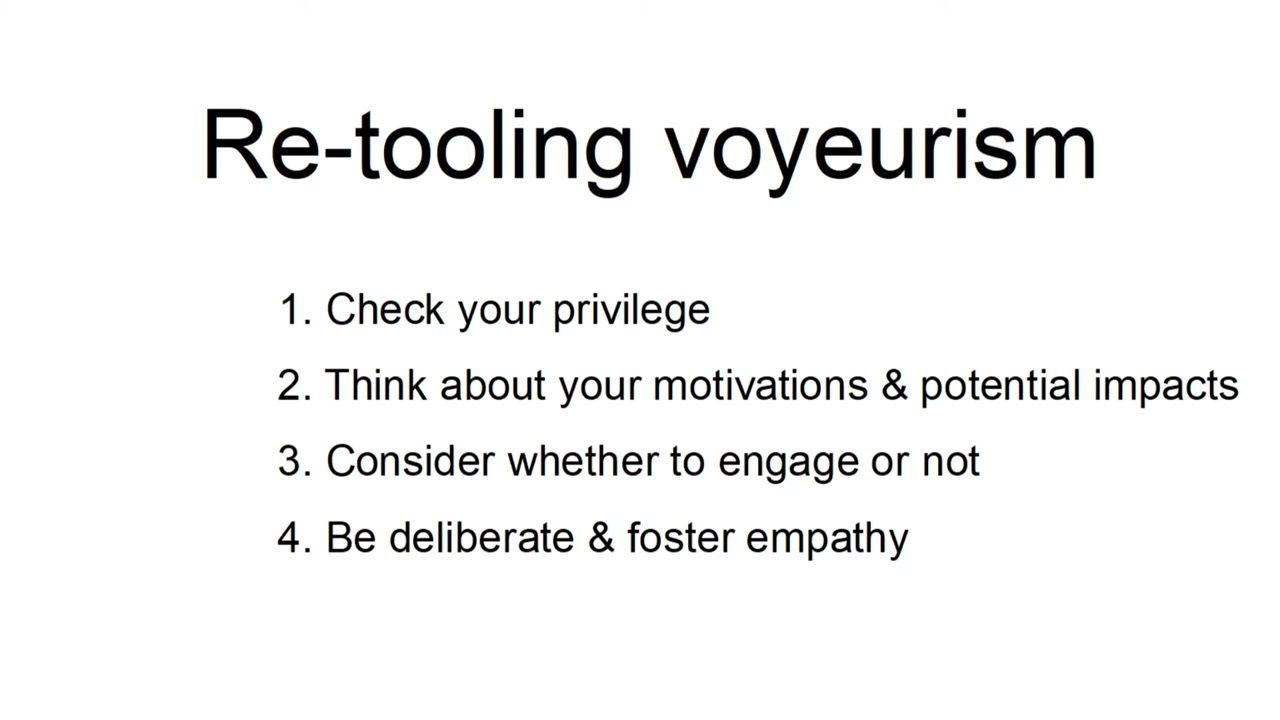 Re-tooling voyeurism
1. Check your privilege
2. Think about your motivations & potential impacts
3. Consider whether to engage or not
4. Be deliberate & foster empathy